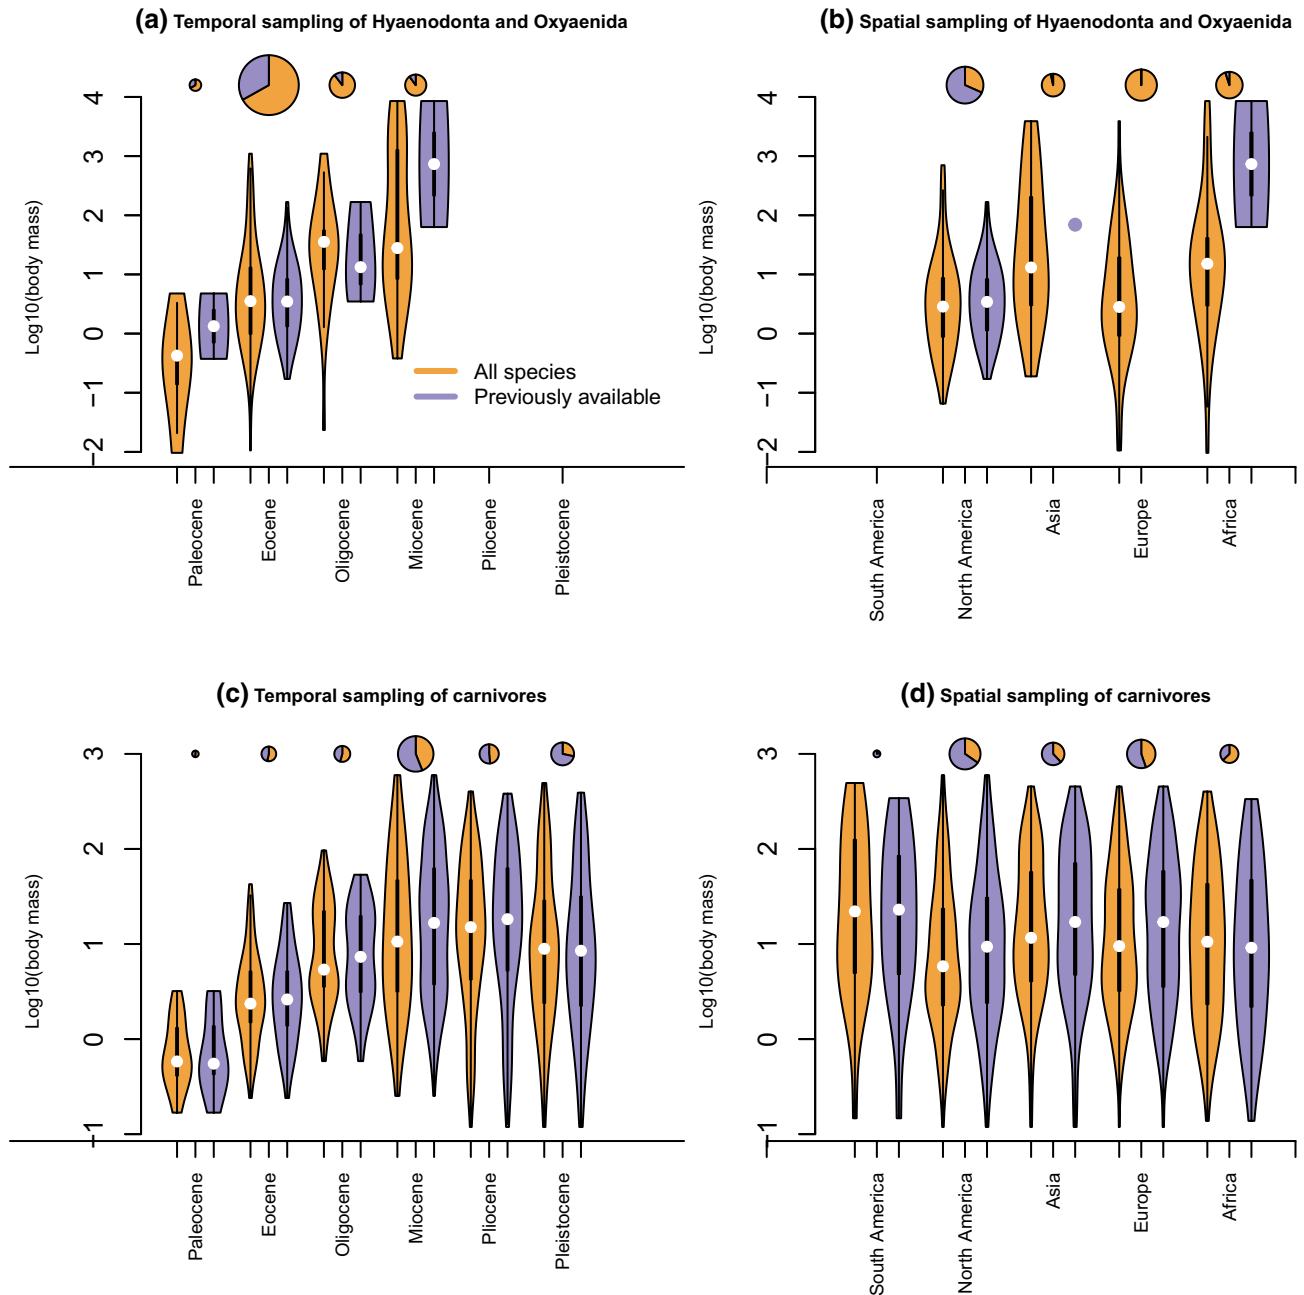 (a) Temporal sampling of Hyaenodonta and Oxyaenida
Log10(body mass)
4
3
2
1
0
−1
−2
All species
Previously available
Paleocene
Eocene
Oligocene
Miocene
Pliocene
Pleistocene
(b) Spatial sampling of Hyaenodonta and Oxyaenida
Log10(body mass)
4
3
2
1
0
−1
−2
South America
North America
Asia
Europe
Africa
(c) Temporal sampling of carnivores
Log10(body mass)
3
2
1
0
−1
Paleocene
Eocene
Oligocene
Miocene
Pliocene
Pleistocene
(d) Spatial sampling of carnivores
Log10(body mass)
3
2
1
0
−1
South America
North America
Asia
Europe
Africa